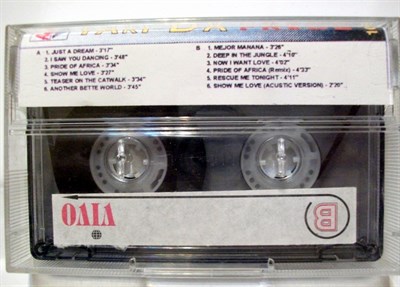 A
1. JUST A DREAM - 3'17"
2. I SAW YOU DANCING - 3'48"
3. PRIDE OF AFRICA - 3'34"
4. SHOW ME LOVE - 3'27"
5. TEASER ON THE CATWALK - 3'34"
6. ANOTHER BETTE WORLD - 3'45"
B
1. MEJOR MANANA - 3'26"
2. DEEP IN THE JUNGLE - 4'10"
3. NOW I WANT LOVE - 4'02"
4. PRIDE OF AFRICA (Remix) - 4'33"
5. RESCUE ME TONIGHT - 4'11"
6. SHOW ME LOVE (ACUSTIC VERSION) - 2'20"
VIVO
B